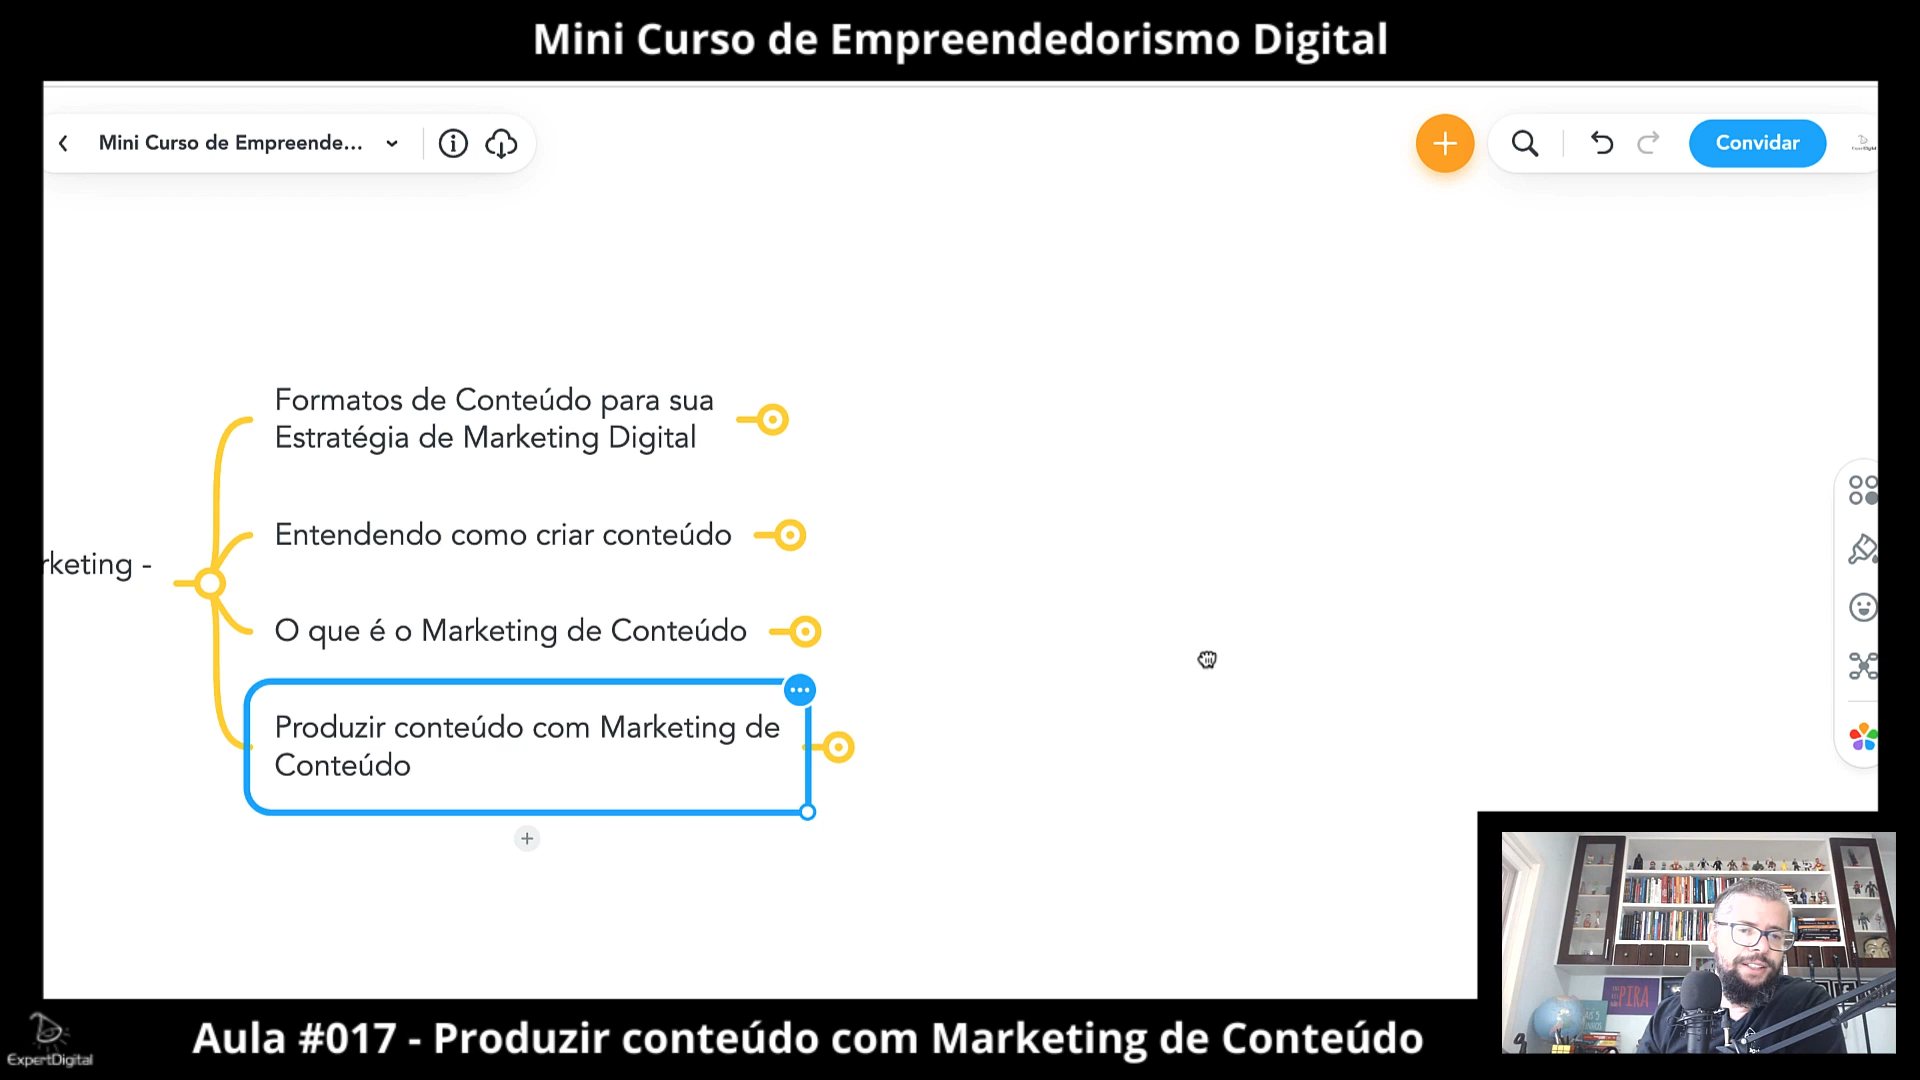 Mini Curso de Empreendedorismo Digital
Mini Curso de Empreende...
Convidar
Formatos de Conteúdo para sua
Estratégia de Marketing Digital
Entendendo como criar conteúdo
rketing -
O que é o Marketing de Conteúdo
Produzir conteúdo com Marketing de
Conteúdo
PIRA
ExpertDigital
Aula #017 - Produzir conteúdo com Marketing de Conteúdo